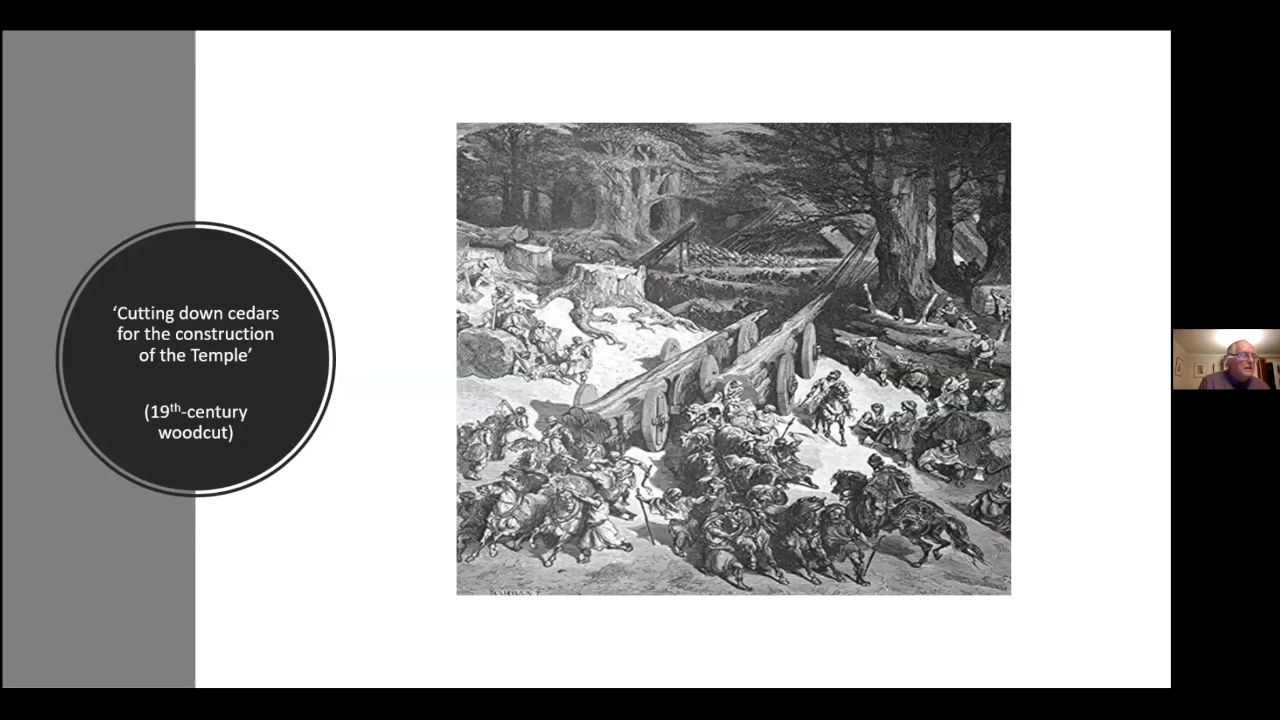 ‘Cutting down cedars
for the construction
of the Temple’
(19th-century
woodcut)